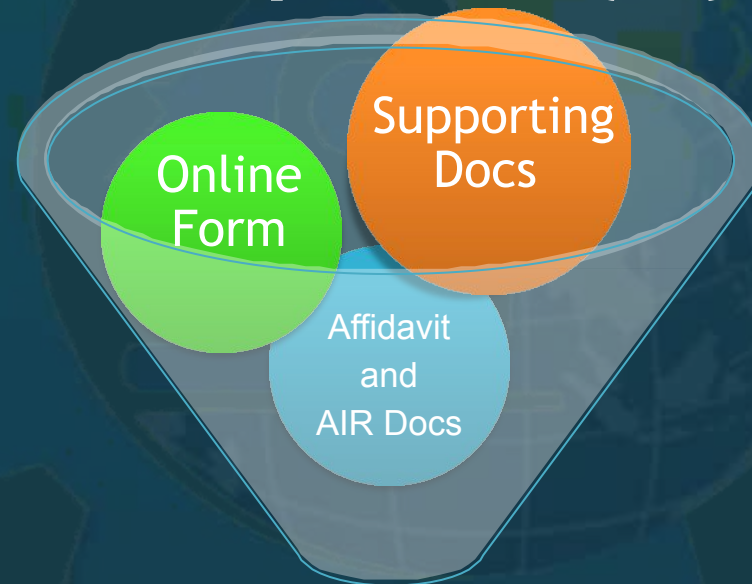 Supporting
Docs
Online
Form
Affidavit
and
AIR Docs